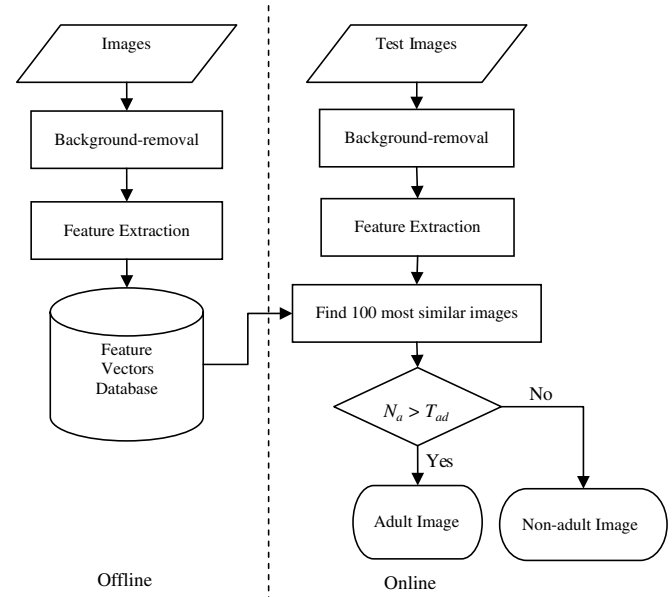 Images
Background-removal
Feature Extraction
Feature
Vectors
Database
Offline
Test Images
Background-removal
Feature Extraction
Find 100 most similar images
Nₐ > T_ad
No
Yes
Adult Image
Non-adult Image
Online